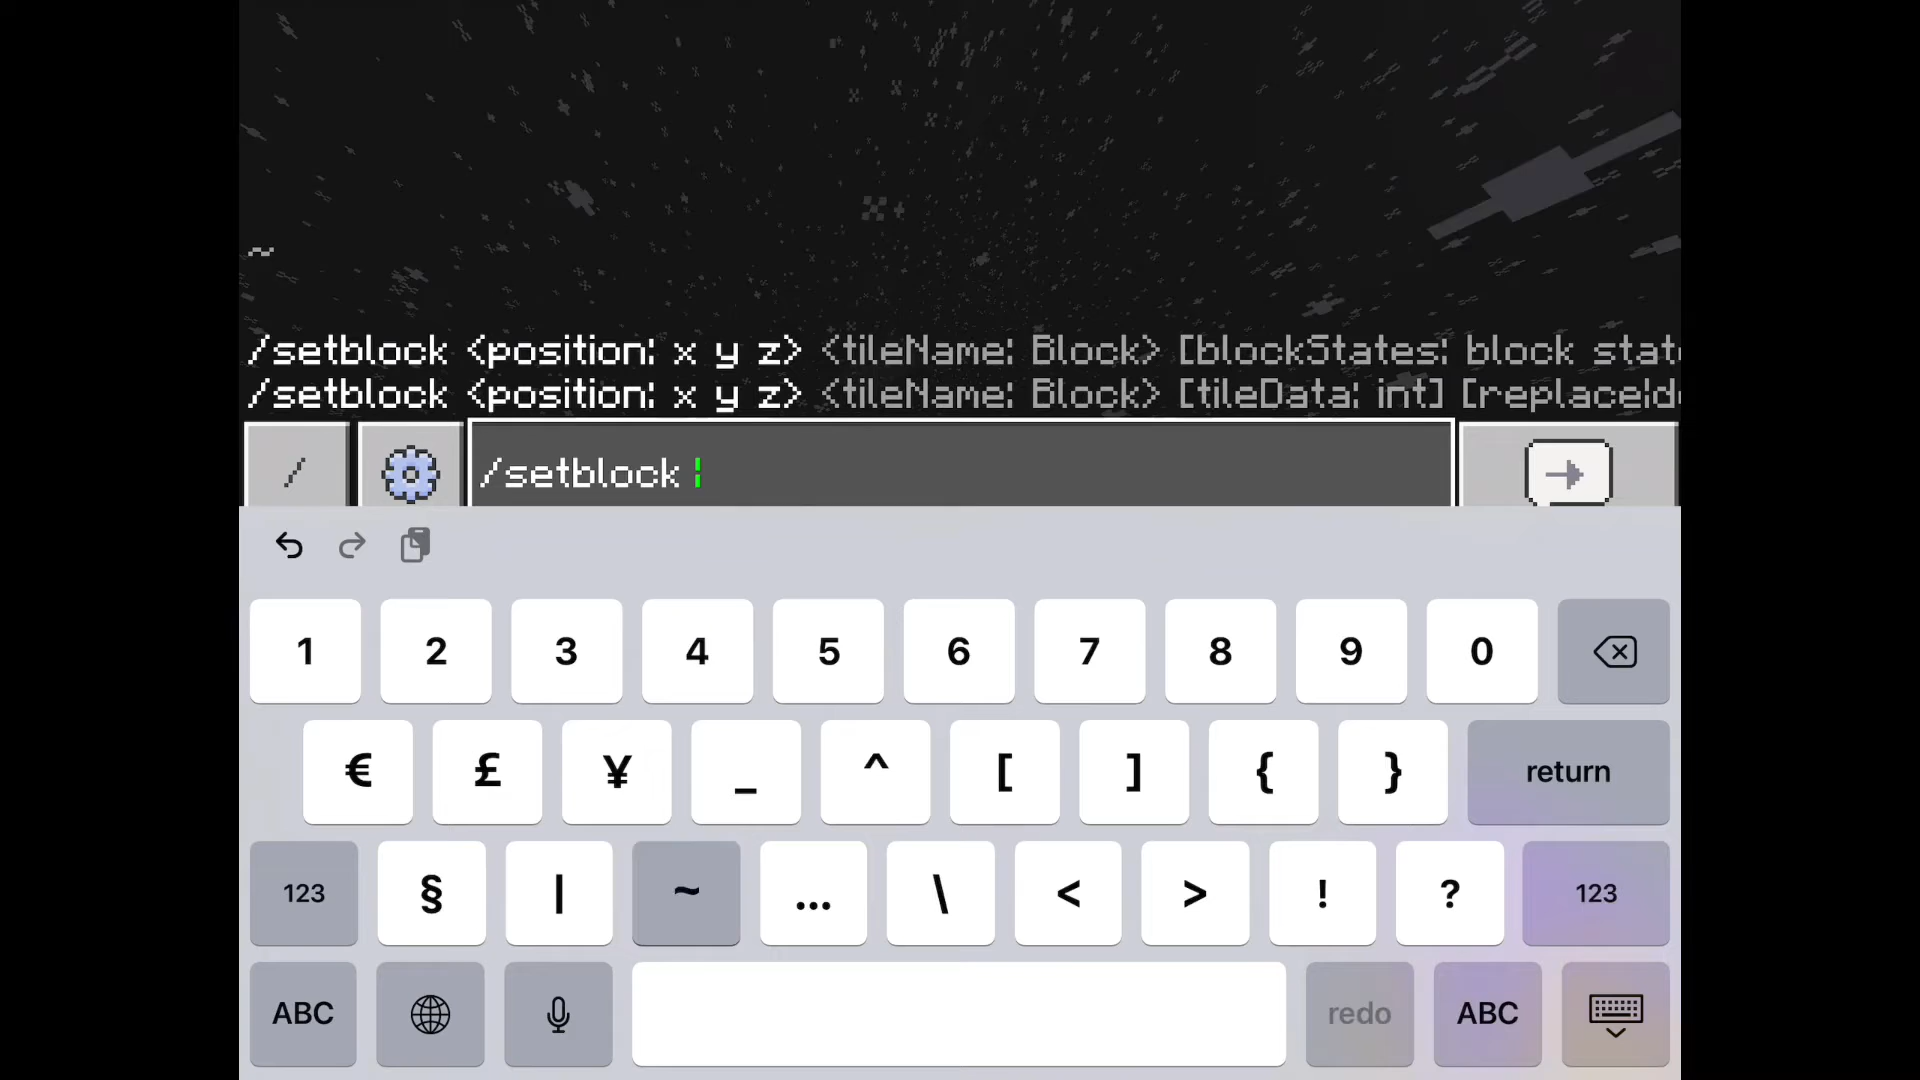 ~
/setblock <position: x y z> <tileName: Block> [blockStates: block stat
/setblock <position: x y z> <tileName: Block> [tileData: int] [replace|d
/ /setblock
1 2 3 4 5 6 7 8 9 0
€ £ ¥ _ ^ [ ] { } return
123 § | ~ ... \ < > ! ? 123
ABC redo ABC